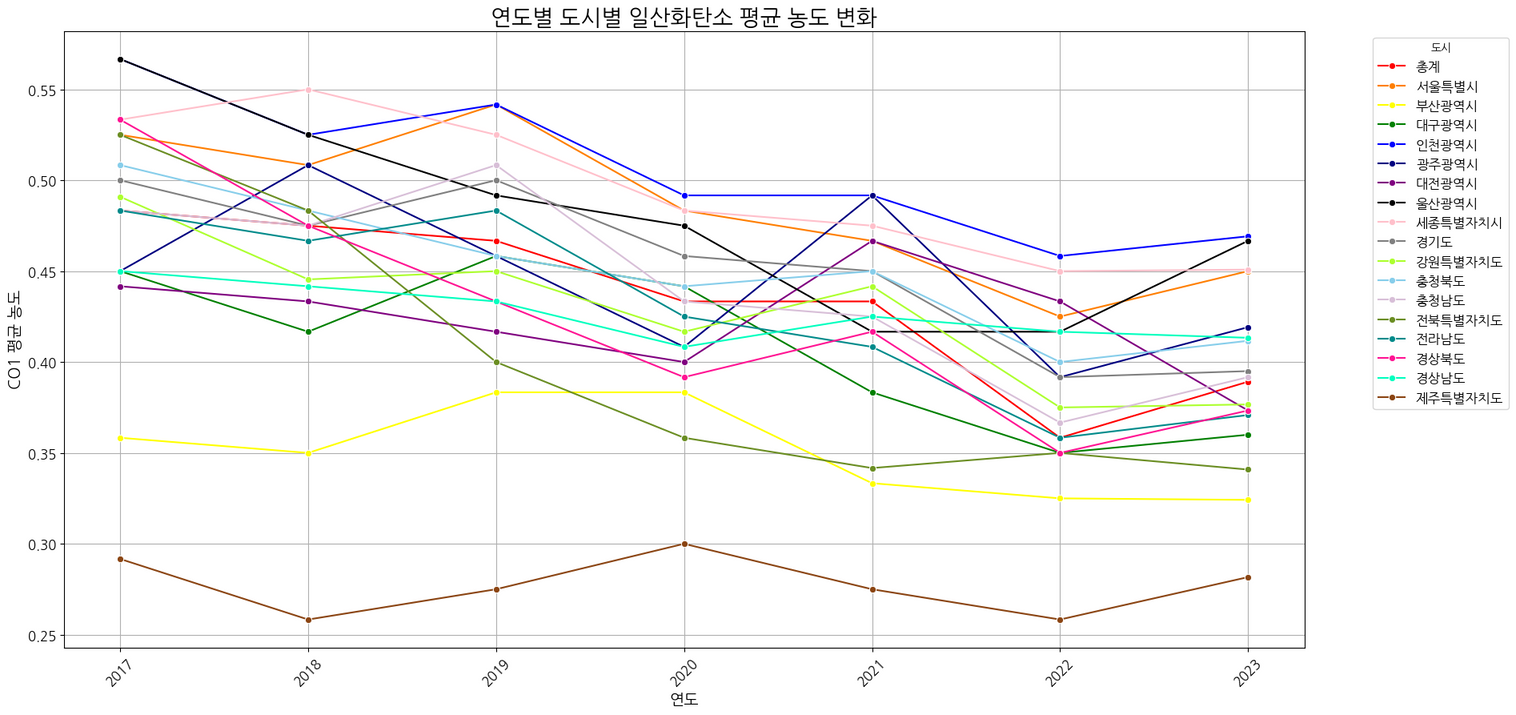 연도별 도시별 일산화탄소 평균 농도 변화
CO1 평균 농도
0.55
0.50
0.45
0.40
0.35
0.30
0.25
2017
2018
2019
2020
2021
2022
2023
연도
도시
총계
서울특별시
부산광역시
대구광역시
인천광역시
광주광역시
대전광역시
울산광역시
세종특별자치시
경기도
강원특별자치도
충청북도
충청남도
전북특별자치도
전라남도
경상북도
경상남도
제주특별자치도